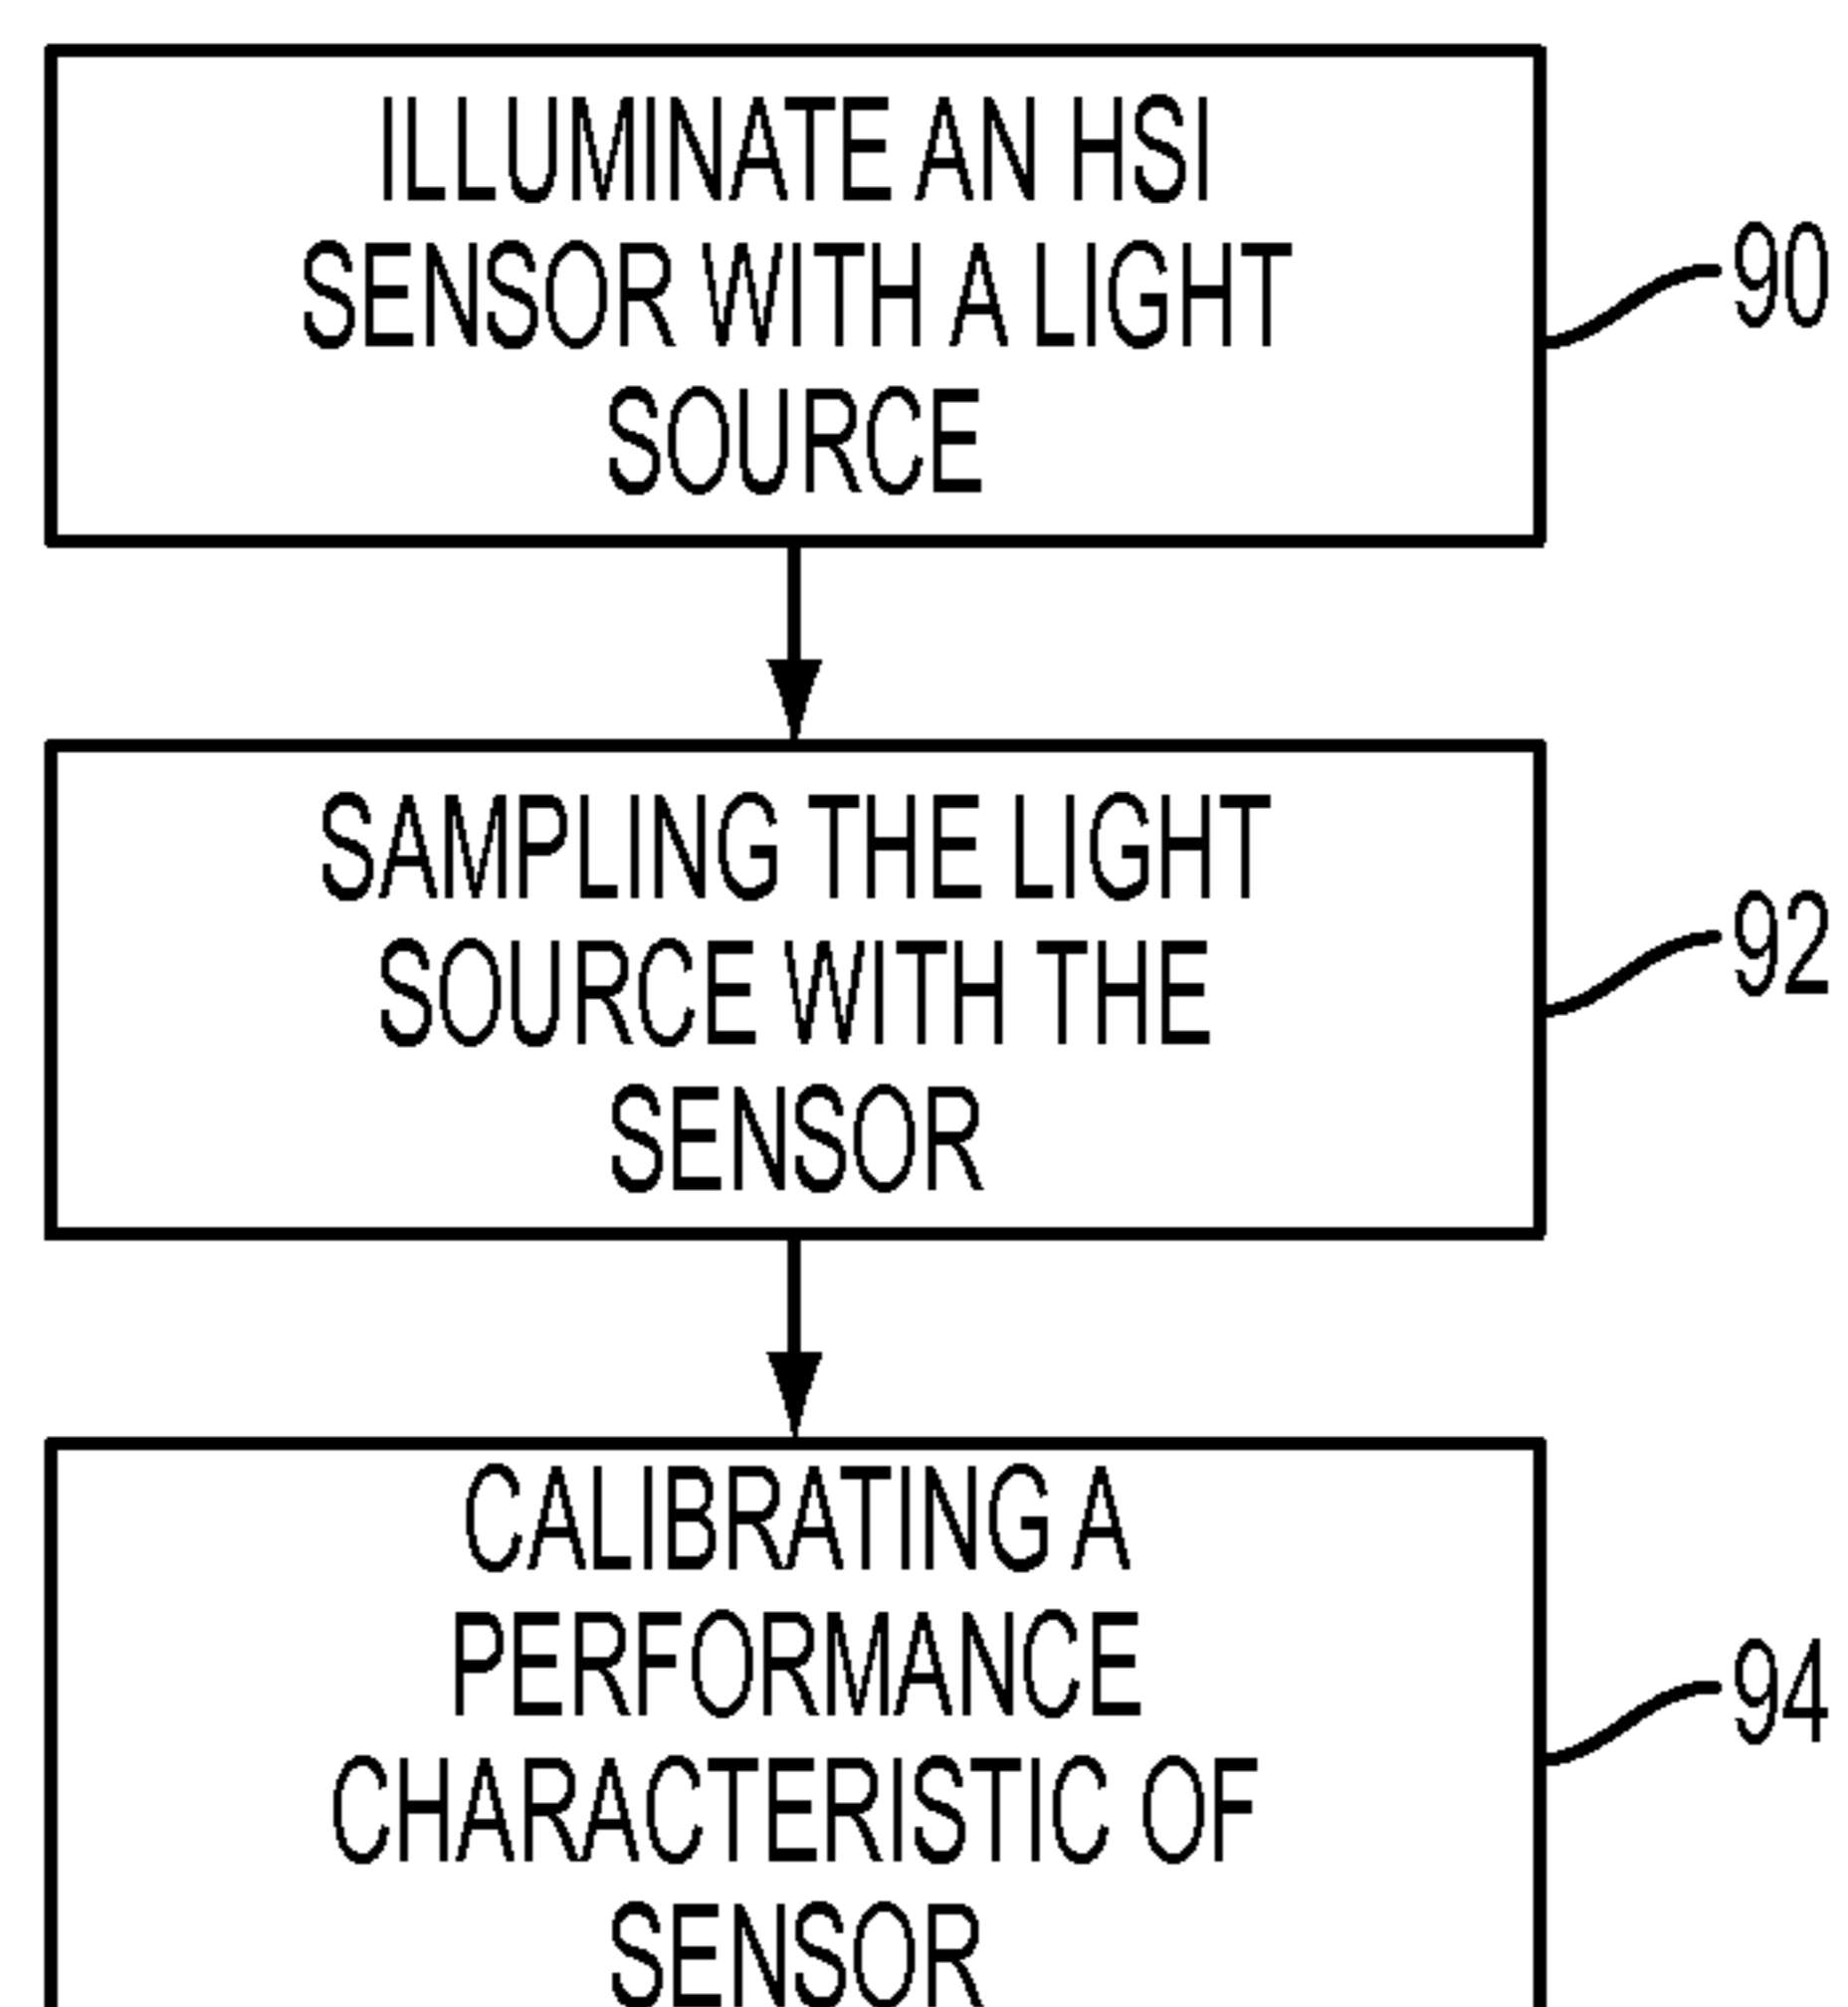 ILLUMINATE AN HSI
SENSOR WITH A LIGHT
SOURCE
90
SAMPLING THE LIGHT
SOURCE WITH THE
SENSOR
92
CALIBRATING A
PERFORMANCE
CHARACTERISTIC OF
SENSOR
94